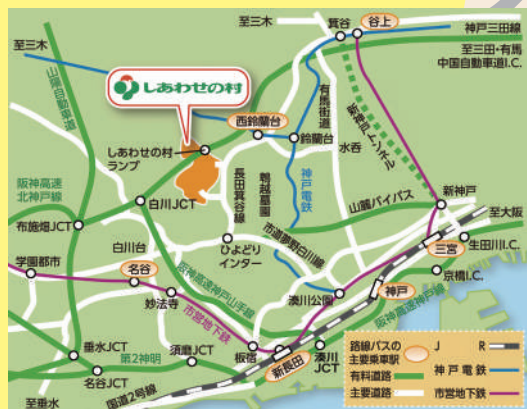 至三木
箕谷
谷上
神戸三田線
至三木
至三田・有馬
中国自動車道I.C.
山陽自動車道
しあわせの村
西鈴蘭台
有馬街道
新神戸トンネル
しあわせの村
ランプ
鈴蘭台
水呑
阪神高速
北神戸線
長田箕谷線
鵯越墓園
神戸電鉄
山麓バイパス
新神戸
至大阪
白川JCT
布施畑JCT
市道夢野白川線
白川台
ひよどり
インター
三宮
生田川I.C.
学園都市
名谷
阪神高速神戸山手線
京橋I.C.
妙法寺
湊川公園
神戸
市営地下鉄
阪神高速神戸線
垂水JCT
第2神明
須磨JCT
板宿
湊川
JCT
名谷JCT
新長田
国道2号線
路線バスの
主要乗車駅
JR
有料道路
神戸電鉄
主要道路
市営地下鉄